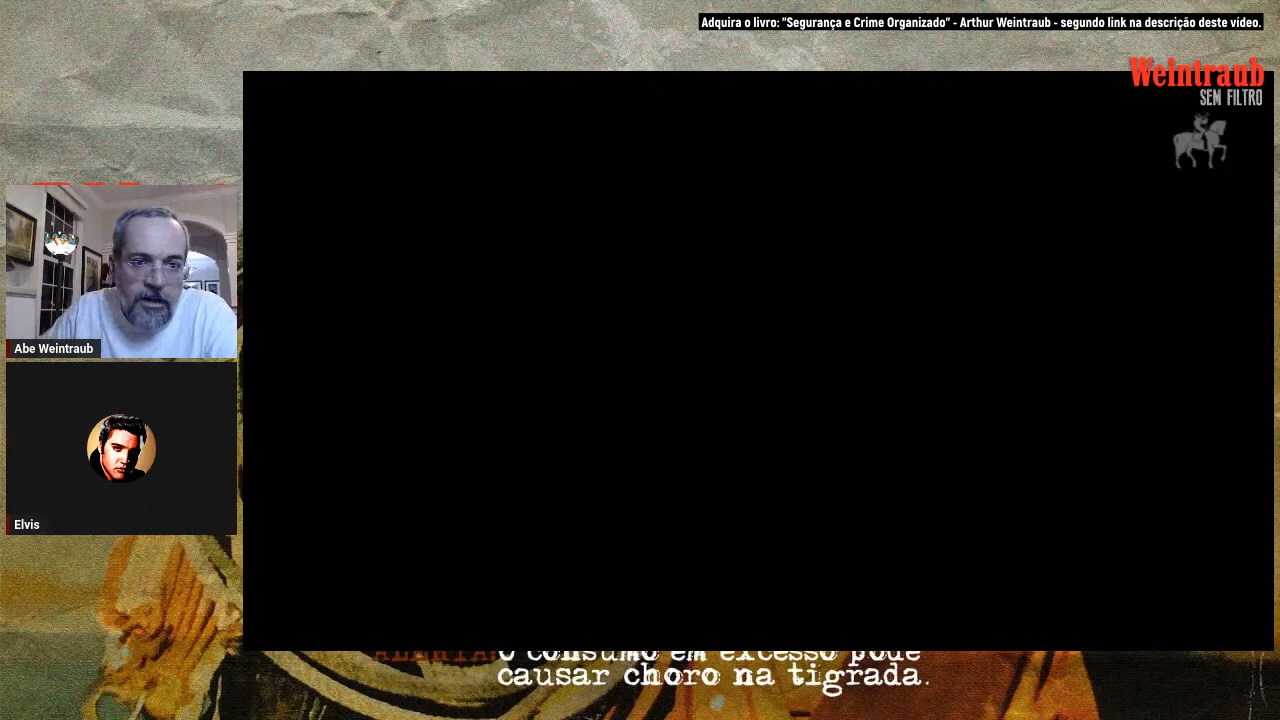 Adquira o livro: "Segurança e Crime Organizado" - Arthur Weintraub - segundo link na descrição deste vídeo.
Weintraub
SEM FILTRO
Abe Weintraub
Elvis
ALERTA: O consumo em excesso pode
causar choro na tigrada.